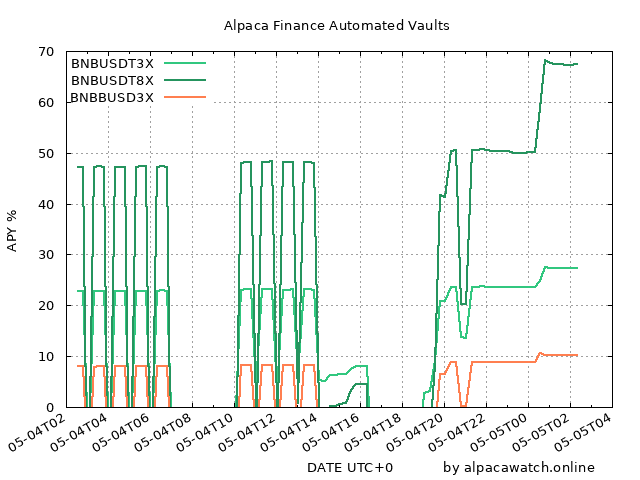 Alpaca Finance Automated Vaults
APY %
70
60
50
40
30
20
10
0
BNBUSDT3X
BNBUSDT8X
BNBBUSD3X
05-04T02
05-04T04
05-04T06
05-04T08
05-04T10
05-04T12
05-04T14
05-04T16
05-04T18
05-04T20
05-04T22
05-05T00
05-05T02
05-05T04
DATE UTC+0
by alpacawatch.online